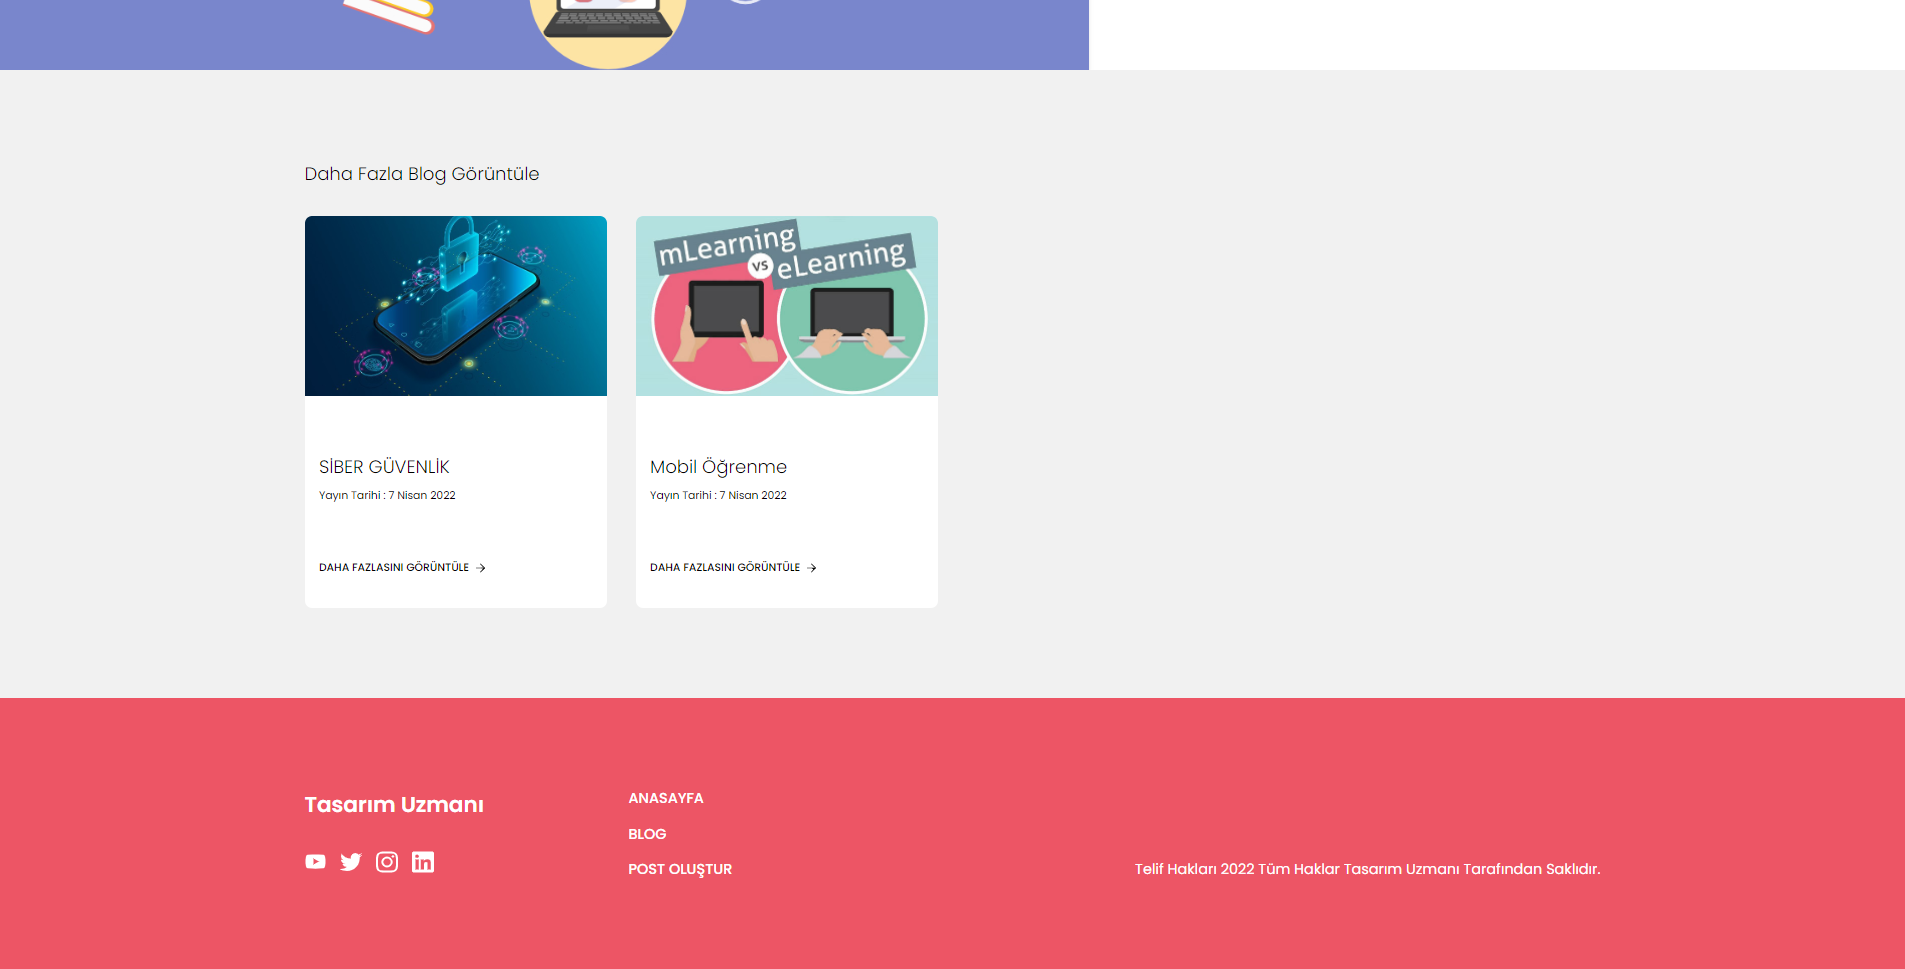 Daha Fazla Blog Görüntüle
mLearning
vs
eLearning
SİBER GÜVENLİK
Yayın Tarihi : 7 Nisan 2022
DAHA FAZLASINI GÖRÜNTÜLE
Mobil Öğrenme
Yayın Tarihi : 7 Nisan 2022
DAHA FAZLASINI GÖRÜNTÜLE
Tasarım Uzmanı
in
ANASAYFA
BLOG
POST OLUŞTUR
Telif Hakları 2022 Tüm Haklar Tasarım Uzmanı Tarafından Saklıdır.